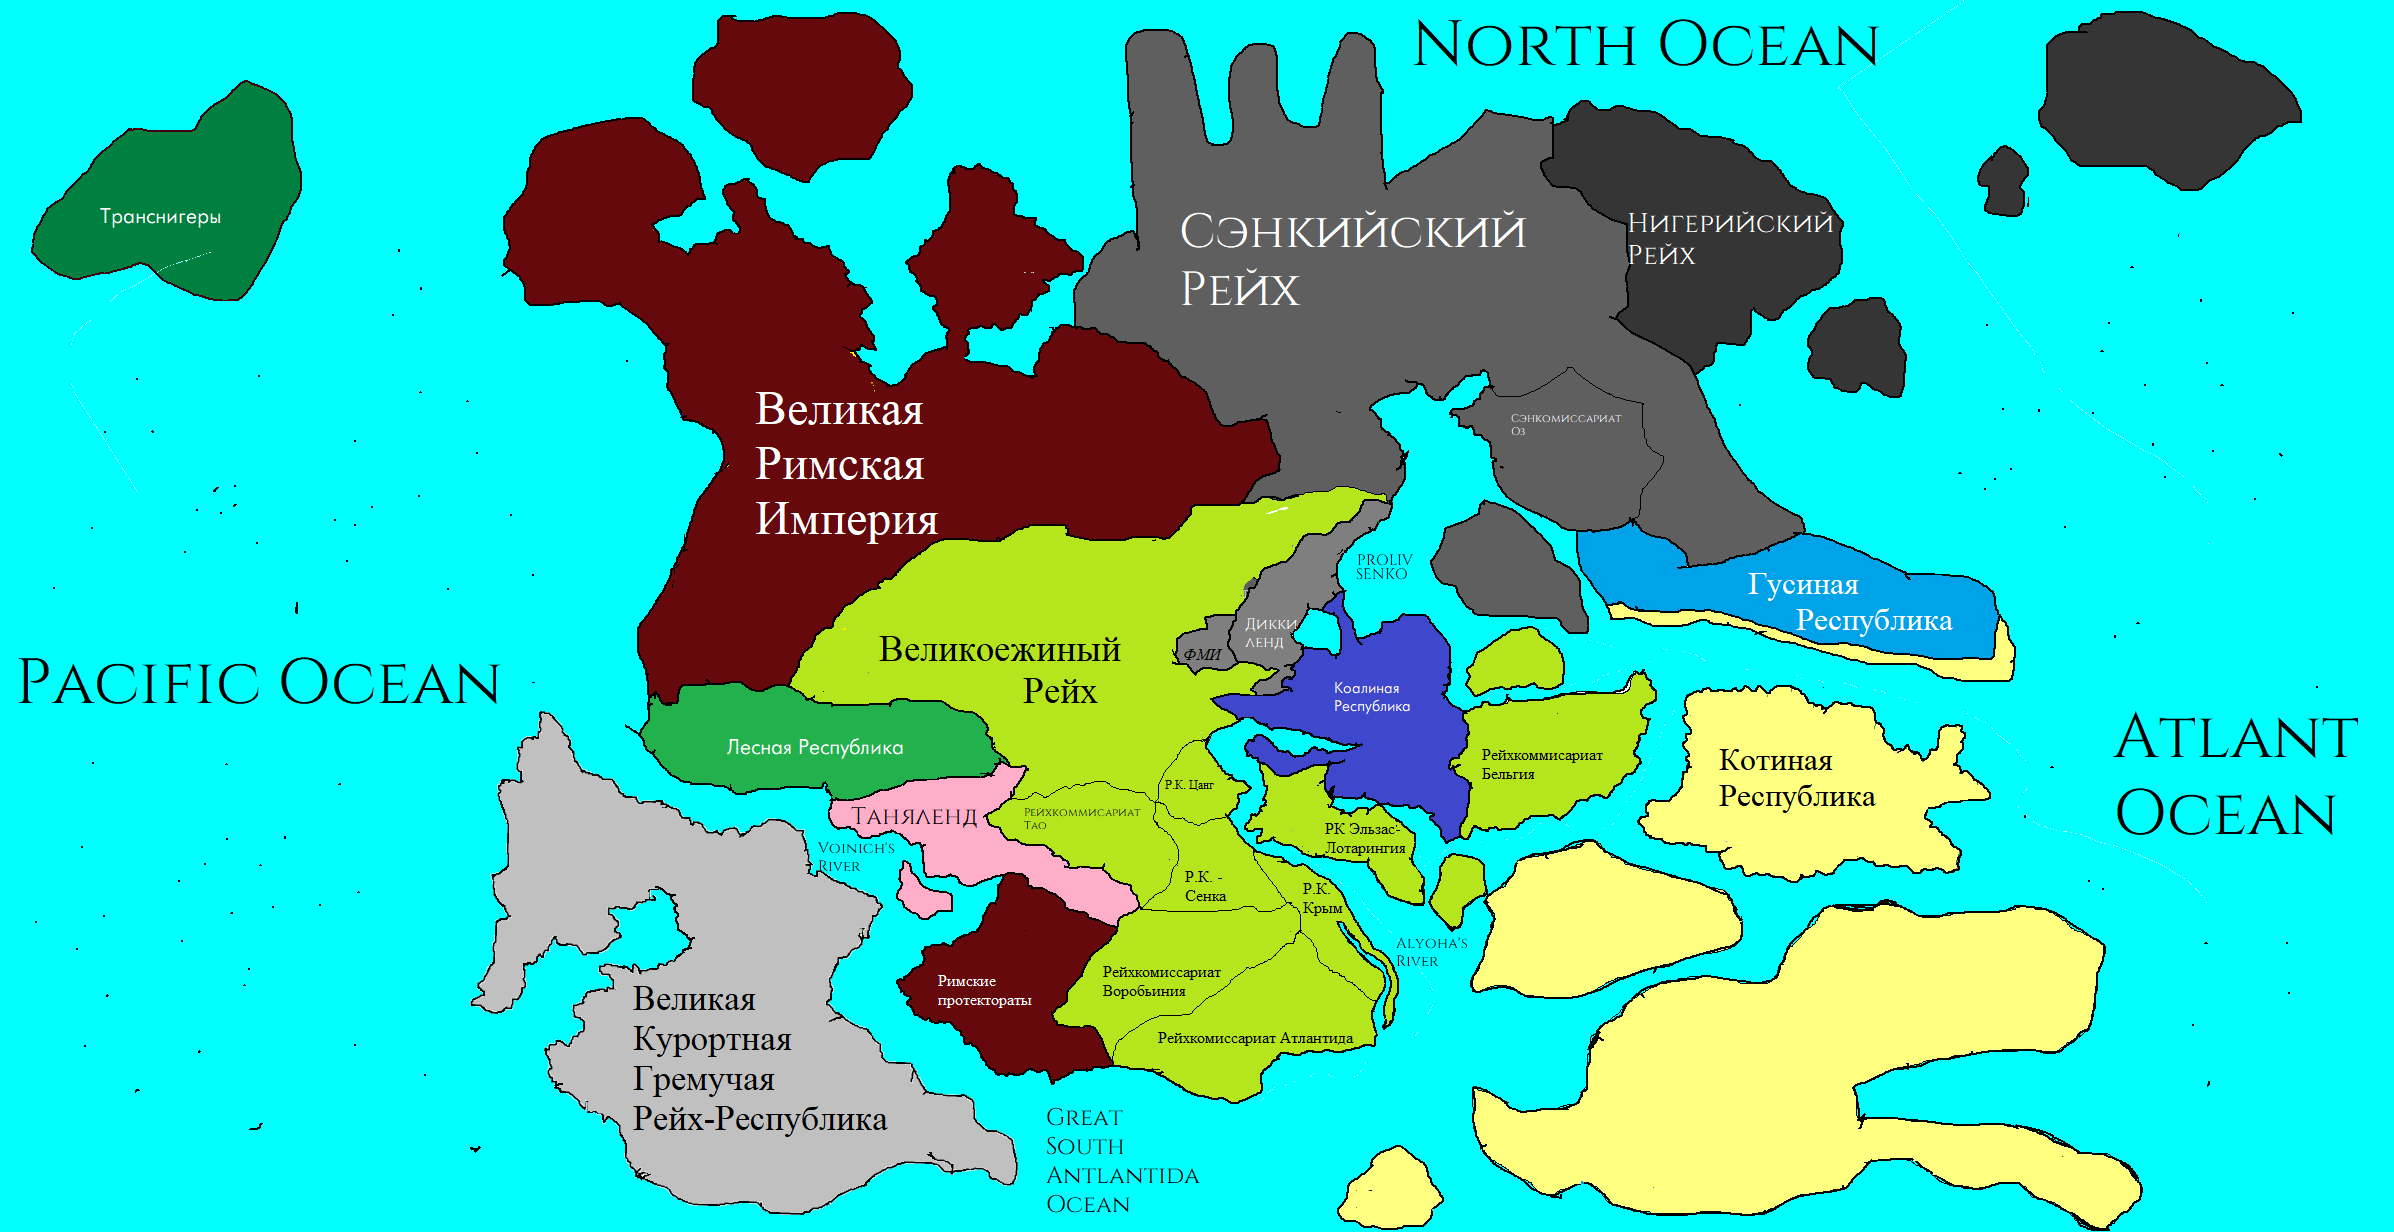 North Ocean
Транснигеры
Сэнкийский
Рейх
Нигерийский
Рейх
Великая
Римская
Империя
Сэнкомиссариат
Оз
Proliv
Senko
Гусиная
Республика
Дикки
ленд
ФМИ
Великоежиный
Рейх
Pacific Ocean
Коалиная
Республика
Лесная Республика
Рейхкоммисариат
Бельгия
Котиная
Республика
Atlant
Ocean
Р.К. Цанг
Таняленд
Рейхкоммисариат
Тао
РК Эльзас-
Лотарингия
Voinich's
River
Р.К. -
Сенка
Р.К.
Крым
Alyoha's
River
Римские
протектораты
Рейхкомиссариат
Воробьиния
Рейхкомиссариат Атлантида
Великая
Курортная
Гремучая
Рейх-Республика
Great
South
Antlantida
Ocean